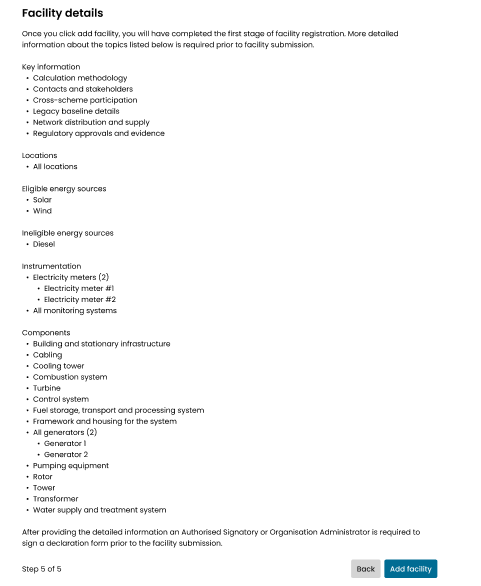 Facility details
Once you click add facility, you will have completed the first stage of facility registration. More detailed
information about the topics listed below is required prior to facility submission.
Key information
• Calculation methodology
• Contacts and stakeholders
• Cross-scheme participation
• Legacy baseline details
• Network distribution and supply
• Regulatory approvals and evidence
Locations
• All locations
Eligible energy sources
• Solar
• Wind
Ineligible energy sources
• Diesel
Instrumentation
• Electricity meters (2)
• Electricity meter #1
• Electricity meter #2
• All monitoring systems
Components
• Building and stationary infrastructure
• Cabling
• Cooling tower
• Combustion system
• Turbine
• Control system
• Fuel storage, transport and processing system
• Framework and housing for the system
• All generators (2)
• Generator 1
• Generator 2
• Pumping equipment
• Rotor
• Tower
• Transformer
• Water supply and treatment system
After providing the detailed information an Authorised Signatory or Organisation Administrator is required to
sign a declaration form prior to the facility submission.
Step 5 of 5
Back
Add facility